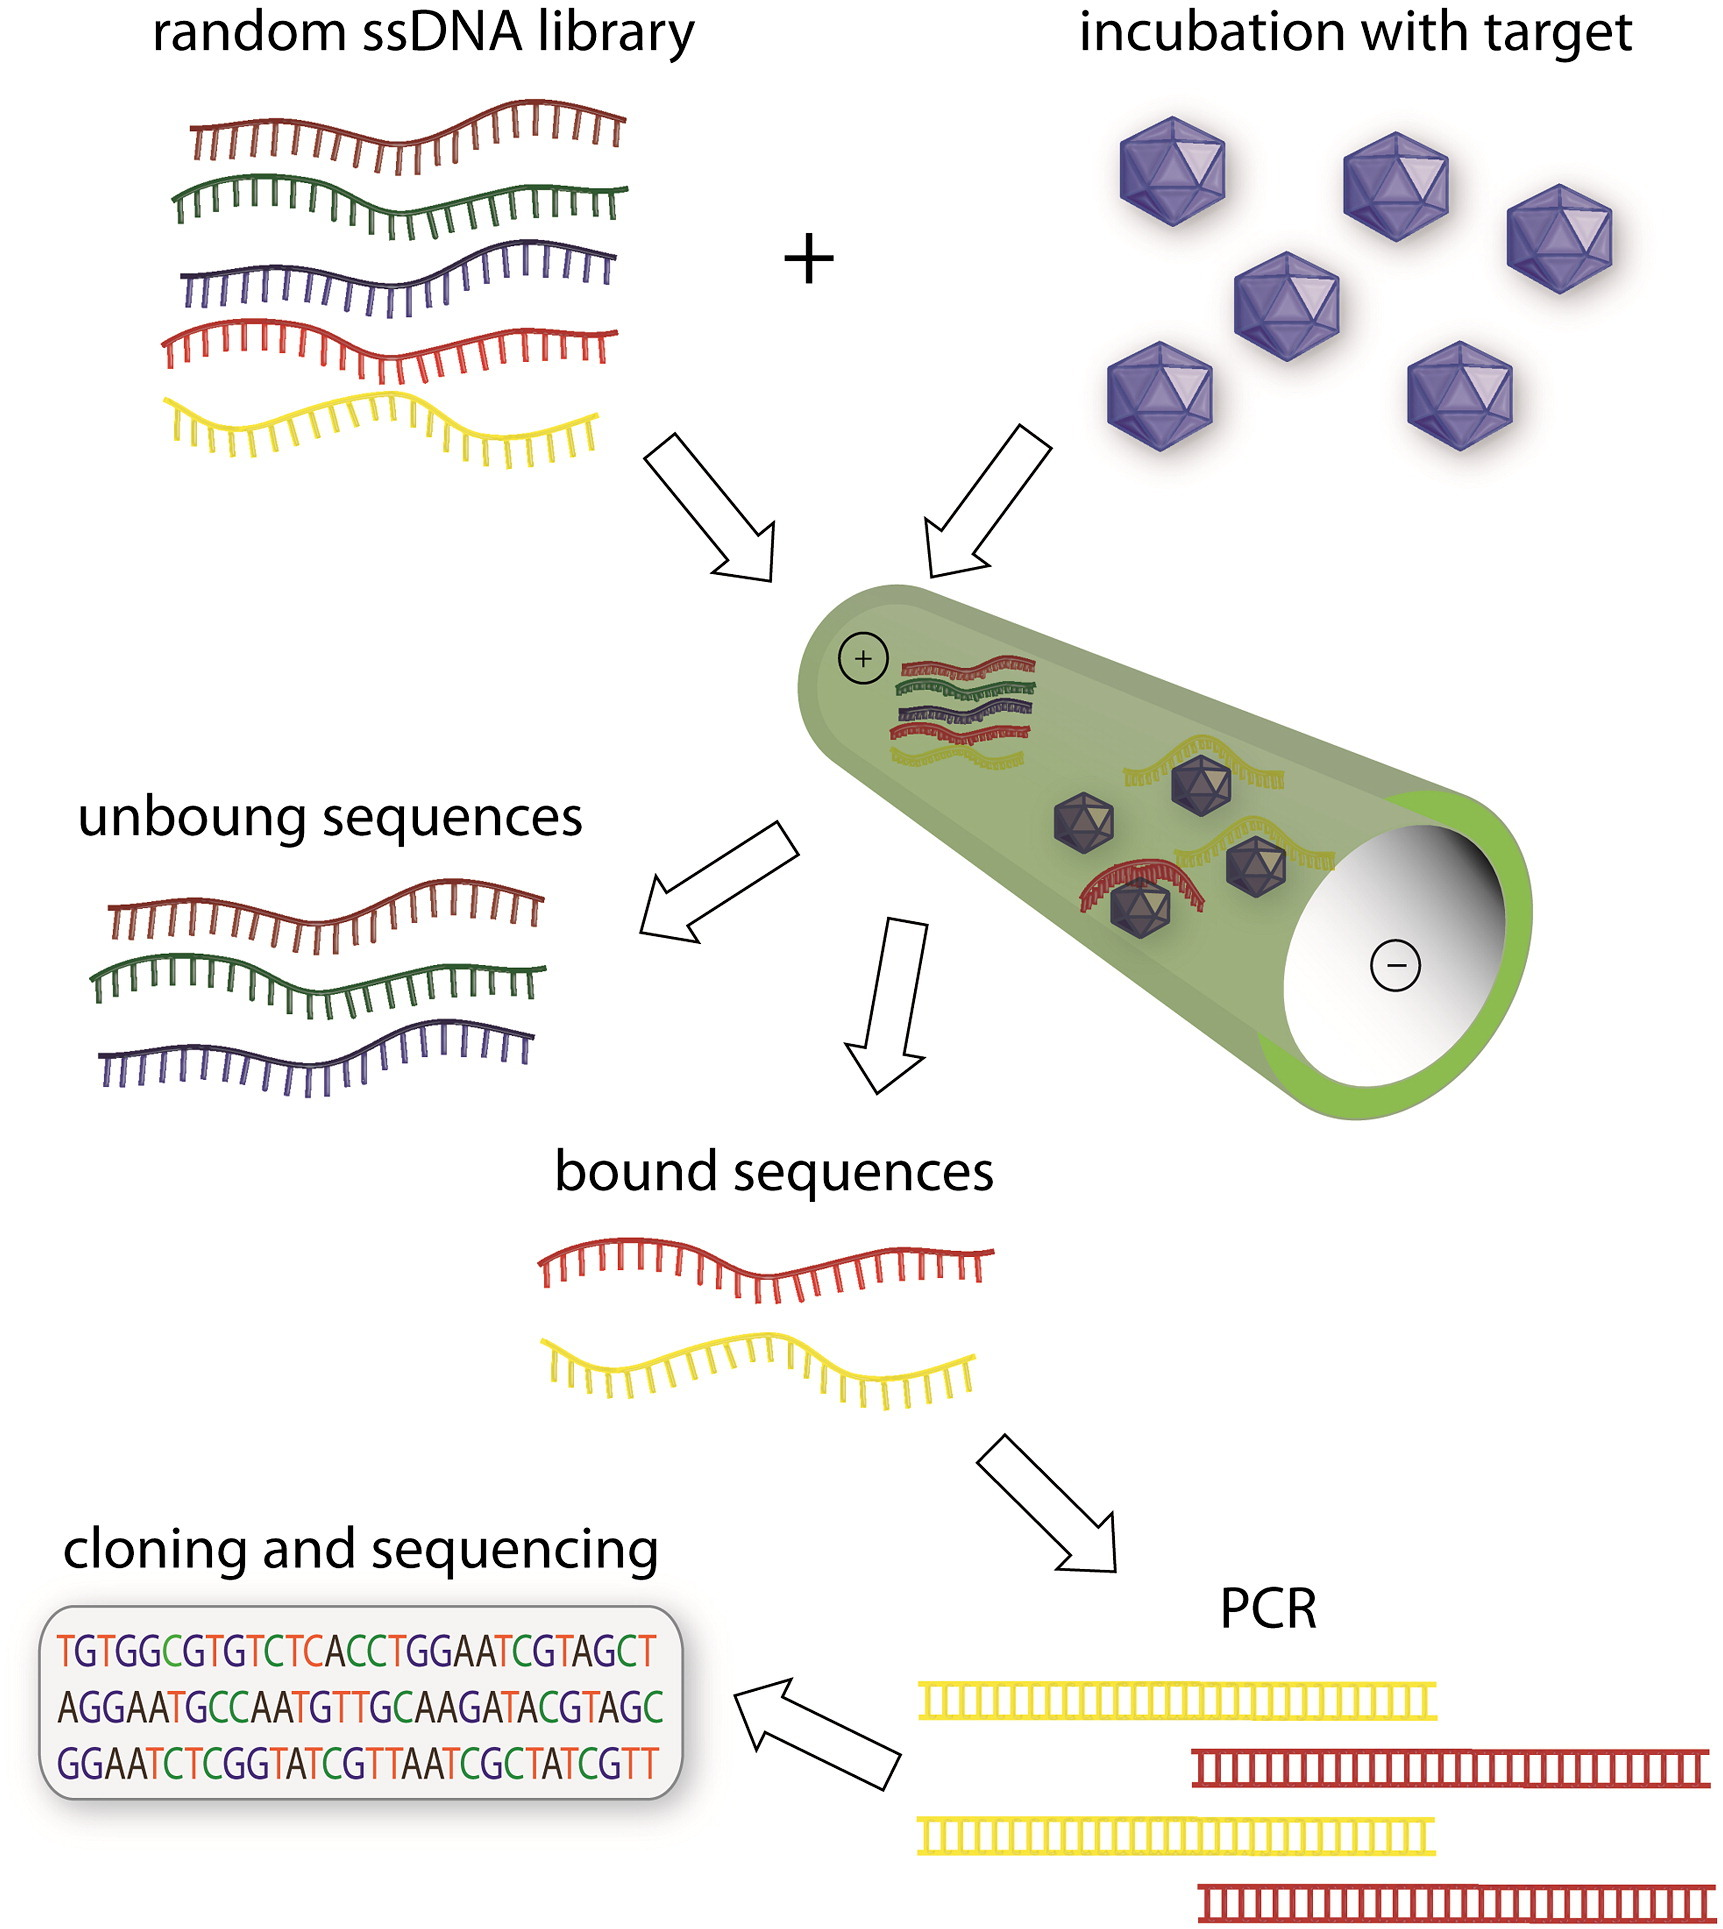 random ssDNA library
incubation with target
+
+
unboung sequences
−
bound sequences
cloning and sequencing
PCR
TGTGGCGTGTCTCACCTGGAATCGTAGCT
AGGAATGCCAATGTTGCAAGATACGTAGC
GGAATCTCGGTATCGTTAATCGCTATCGTT